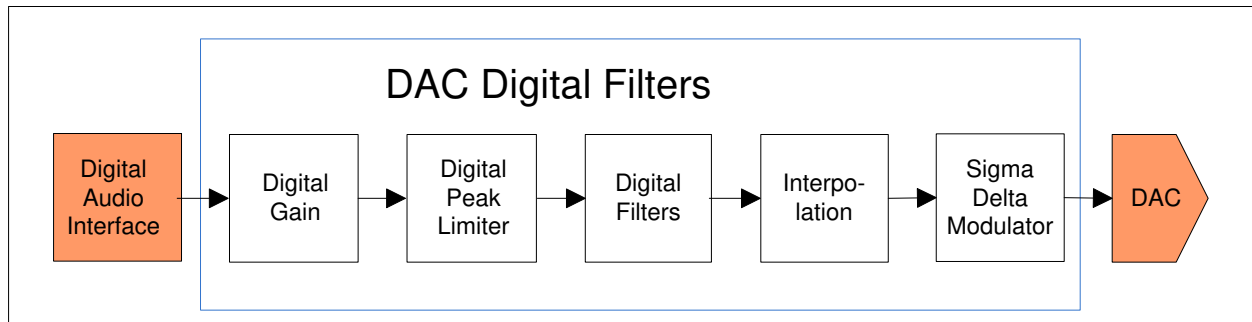 DAC Digital Filters
Digital
Audio
Interface
Digital
Gain
Digital
Peak
Limiter
Digital
Filters
Interpo-
lation
Sigma
Delta
Modulator
DAC